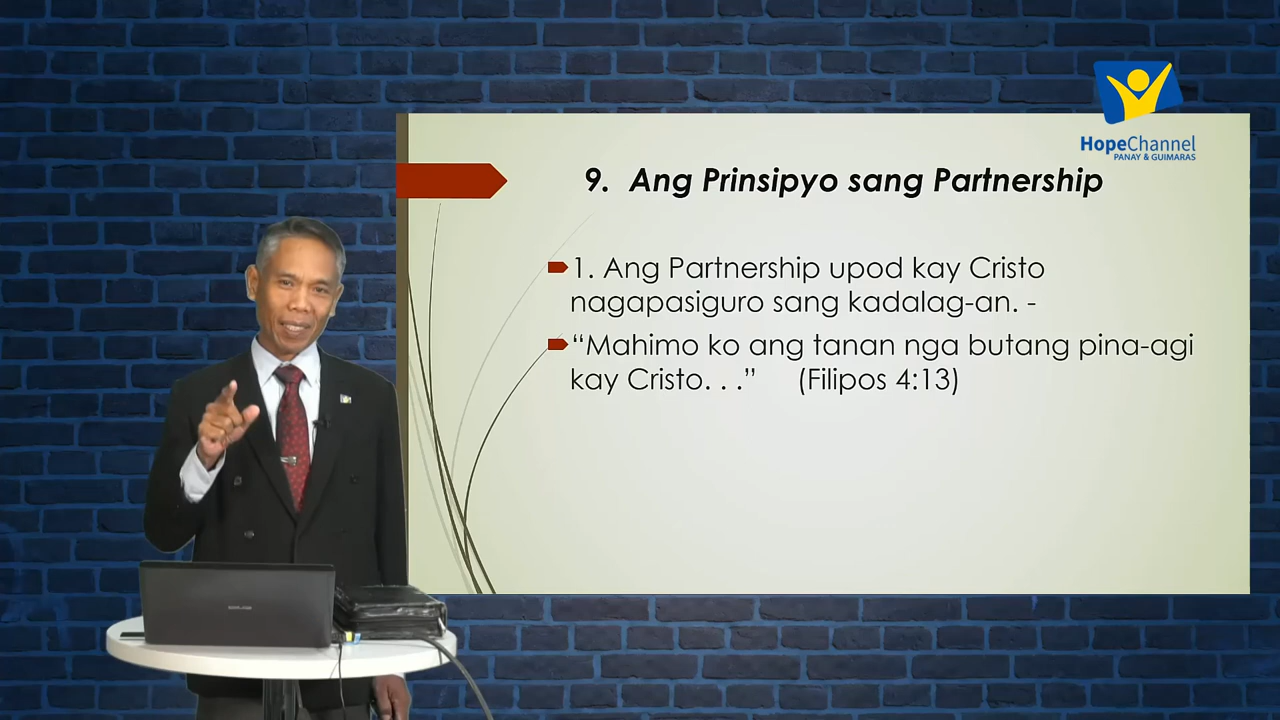 HopeChannel
PANAY & GUIMARAS
9. Ang Prinsipyo sang Partnership
1. Ang Partnership upod kay Cristo
nagapasiguro sang kadalag-an. -
“Mahimo ko ang tanan nga butang pina-agi
kay Cristo. . .” (Filipos 4:13)